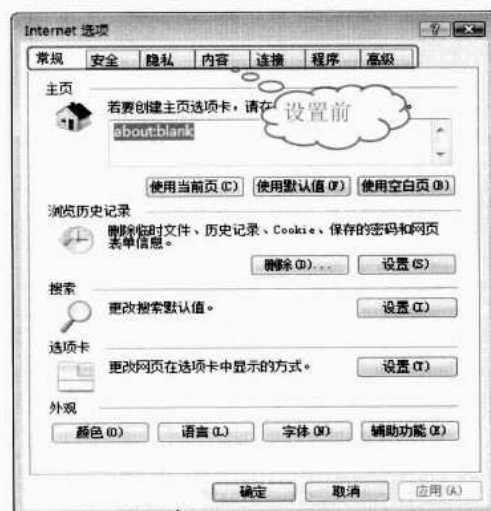 Internet 选项
常规 安全 隐私 内容 连接 程序 高级
主页
若要创建主页选项卡，请在
设置前
about:blank
使用当前页(C) 使用默认值(F) 使用空白页(B)
浏览历史记录
删除临时文件、历史记录、Cookie、保存的密码和网页
表单信息。
删除(D)... 设置(S)
搜索
更改搜索默认值。 设置(I)
选项卡
更改网页在选项卡中显示的方式。 设置(T)
外观
颜色(O) 语言(L) 字体(N) 辅助功能(E)
确定 取消 应用(A)